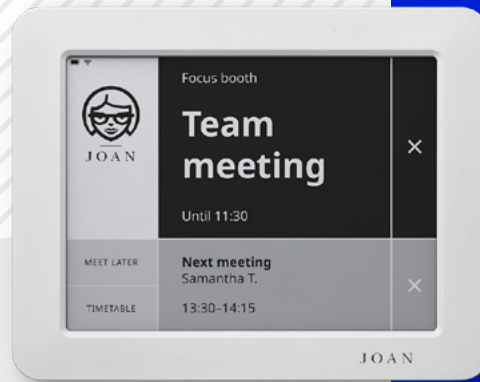 JOAN
MEET LATER
TIMETABLE
Focus booth
Team
meeting
Until 11:30
Next meeting
Samantha T.
13:30–14:15
JOAN